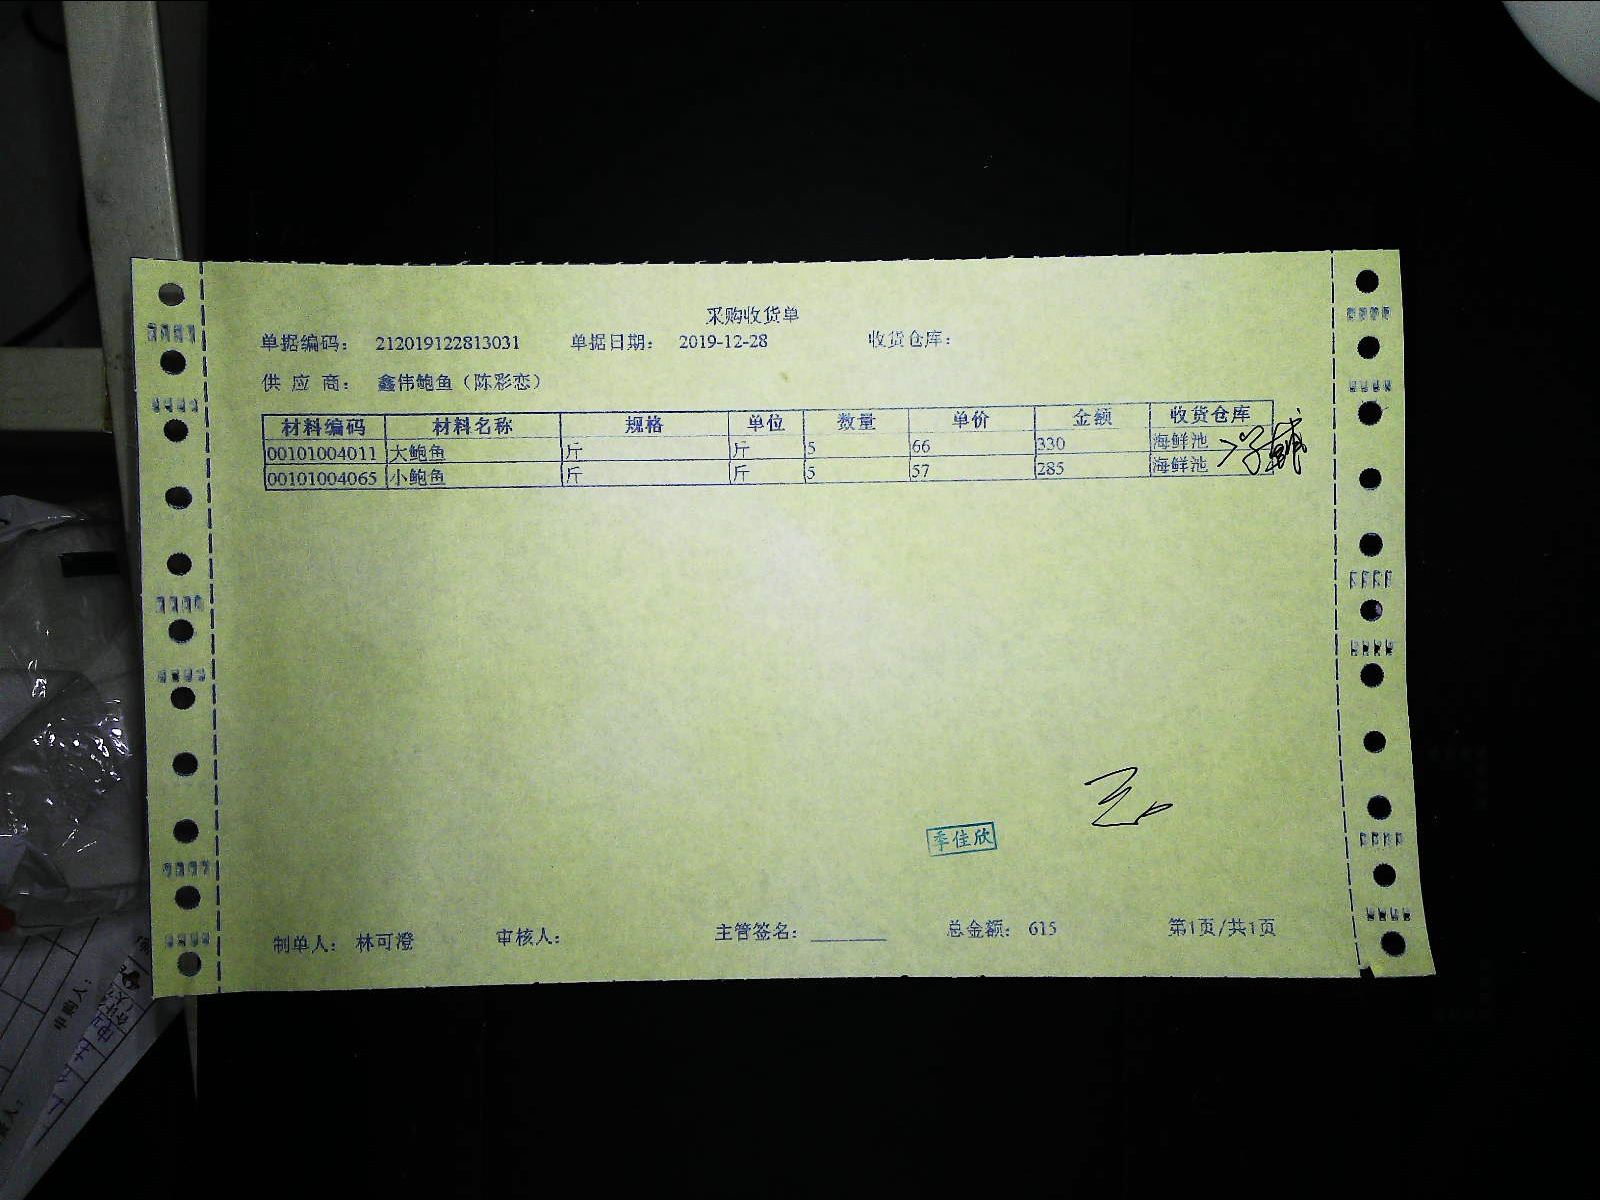 采购收货单
单据编码： 212019122813031 单据日期： 2019-12-28 收货仓库：
供 应 商： 鑫伟鲍鱼（陈彩恋）
材料编码 材料名称 规格 单位 数量 单价 金额 收货仓库
00101004011 大鲍鱼 斤 斤 5 66 330 海鲜池
00101004065 小鲍鱼 斤 斤 5 57 285 海鲜池
季佳欣
制单人： 林可澄 审核人： 主管签名： 总金额： 615 第1页/共1页
申购人：